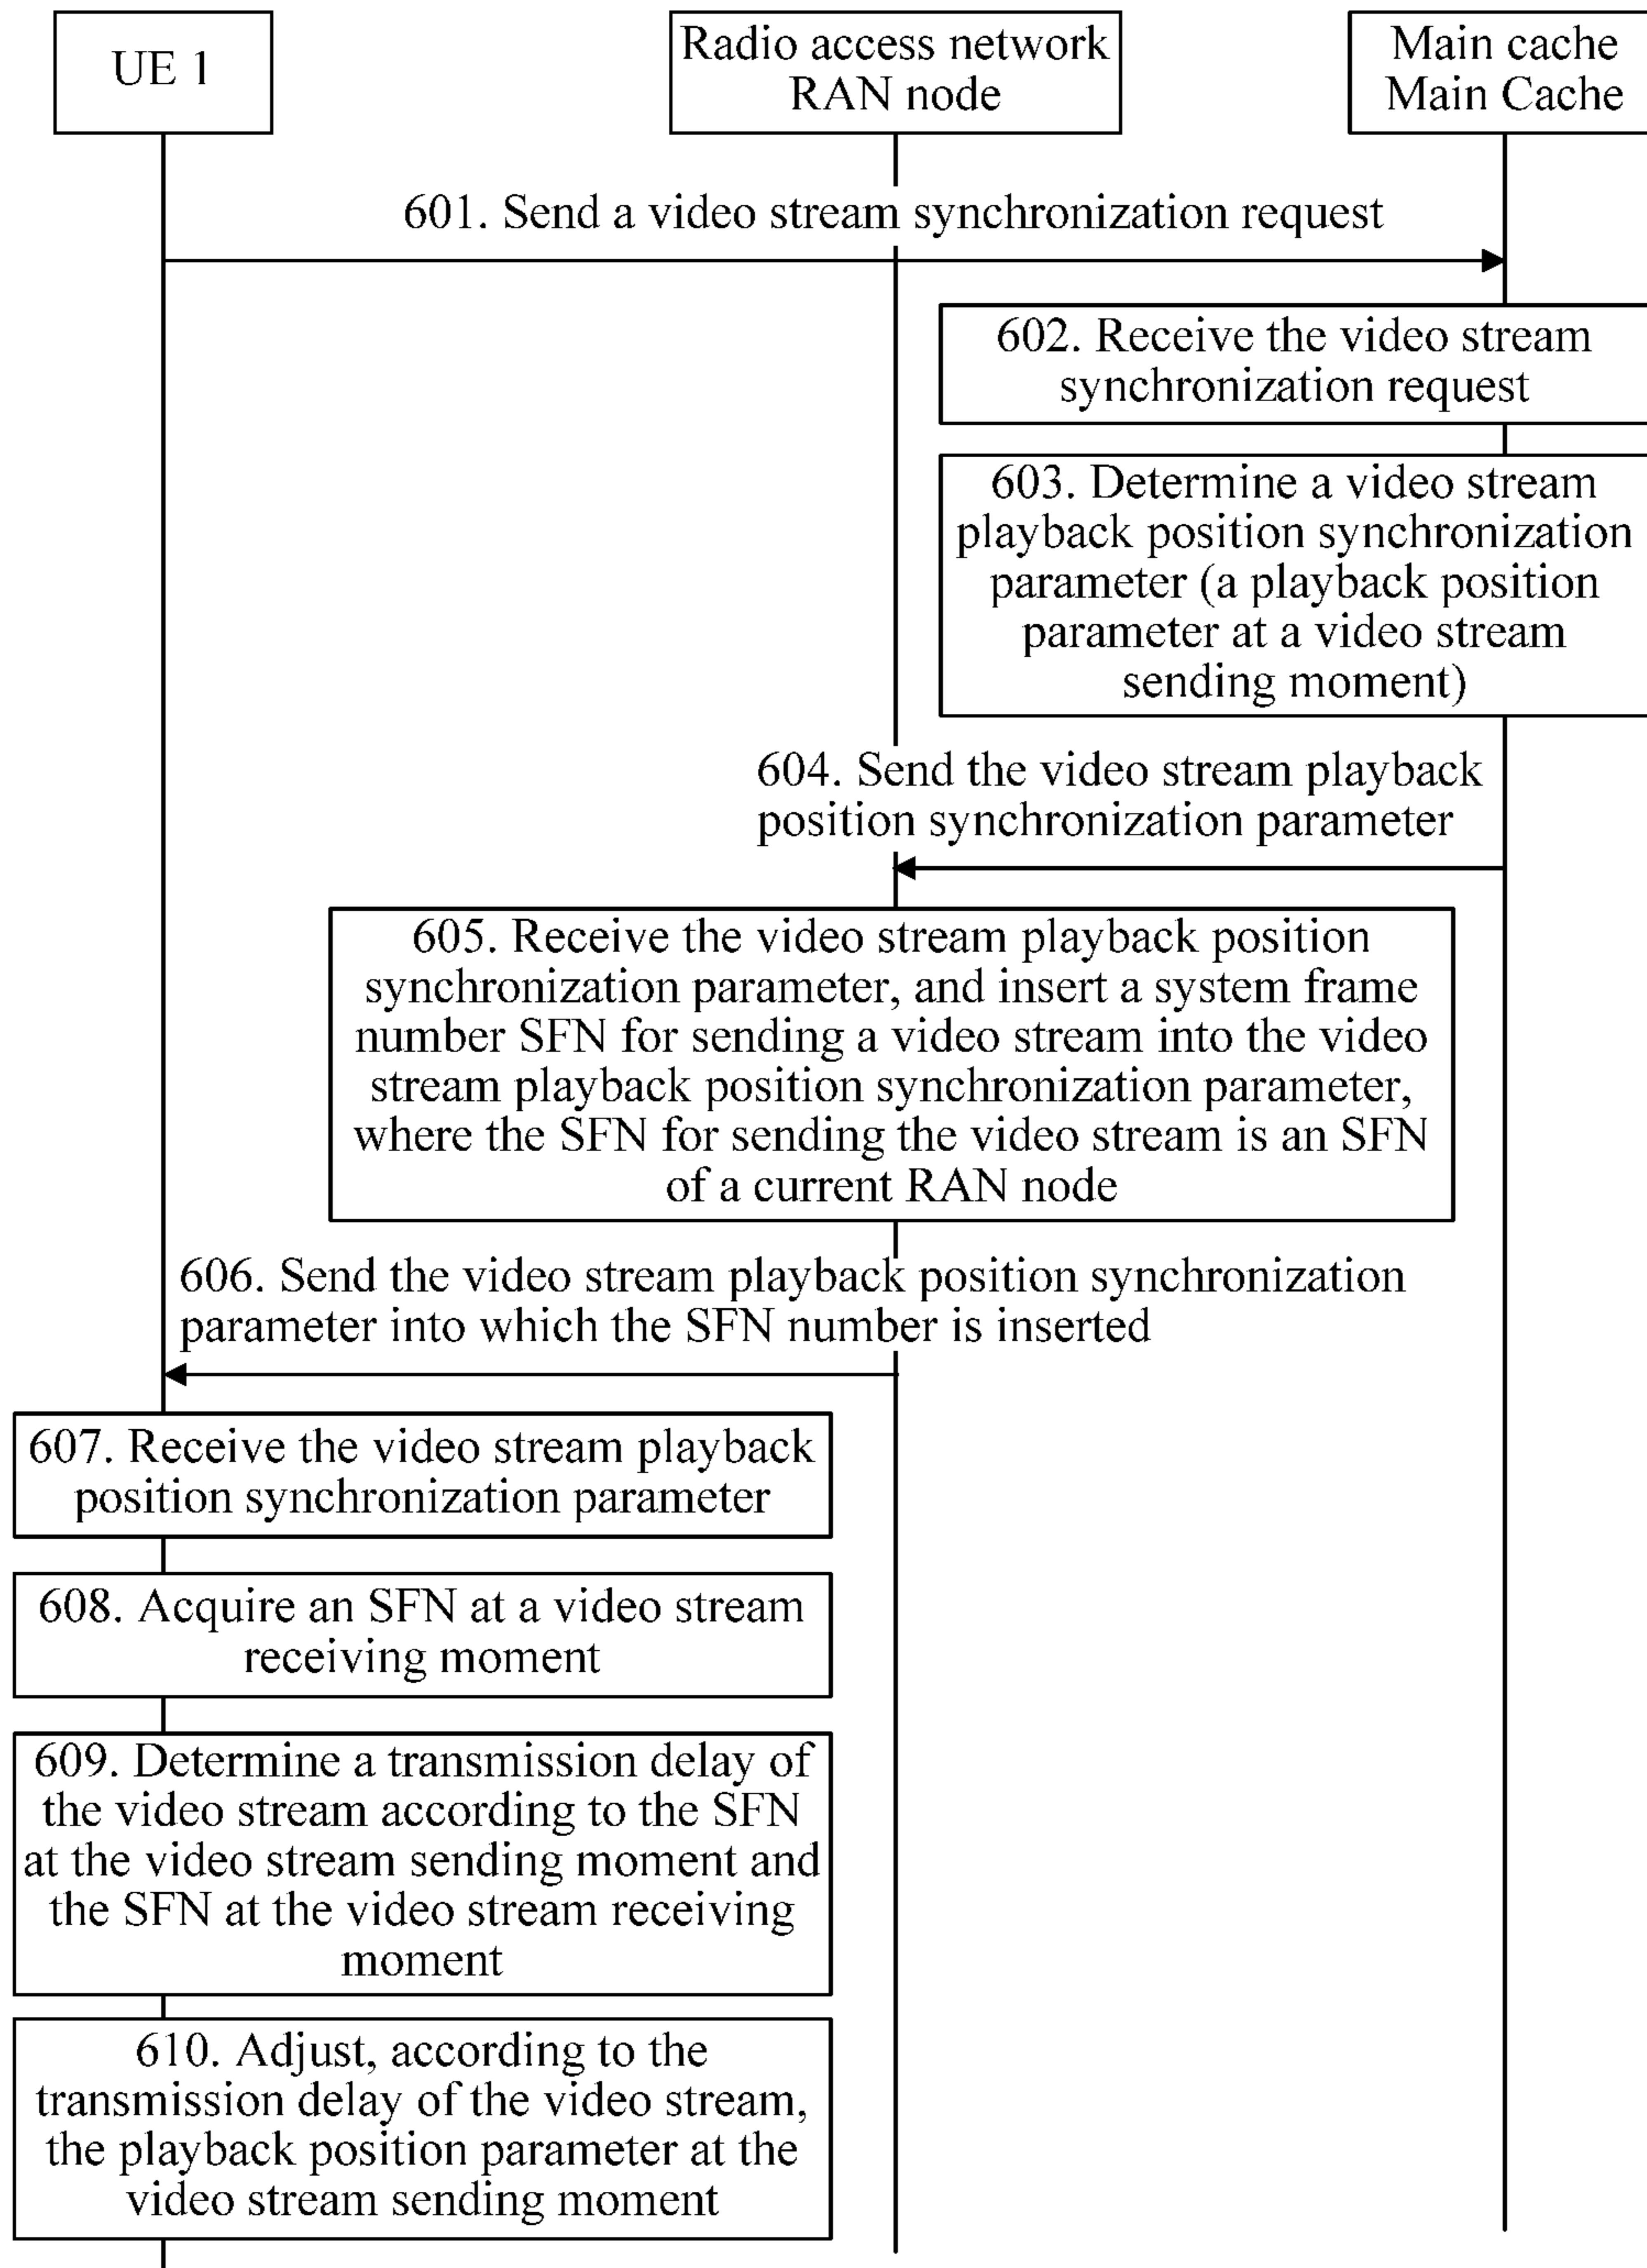 UE 1
Radio access network
RAN node
Main cache
Main Cache
601. Send a video stream synchronization request
602. Receive the video stream
synchronization request
603. Determine a video stream
playback position synchronization
parameter (a playback position
parameter at a video stream
sending moment)
604. Send the video stream playback
position synchronization parameter
605. Receive the video stream playback position
synchronization parameter, and insert a system frame
number SFN for sending a video stream into the video
stream playback position synchronization parameter,
where the SFN for sending the video stream is an SFN
of a current RAN node
606. Send the video stream playback position synchronization
parameter into which the SFN number is inserted
607. Receive the video stream playback
position synchronization parameter
608. Acquire an SFN at a video stream
receiving moment
609. Determine a transmission delay of
the video stream according to the SFN
at the video stream sending moment and
the SFN at the video stream receiving
moment
610. Adjust, according to the
transmission delay of the video stream,
the playback position parameter at the
video stream sending moment